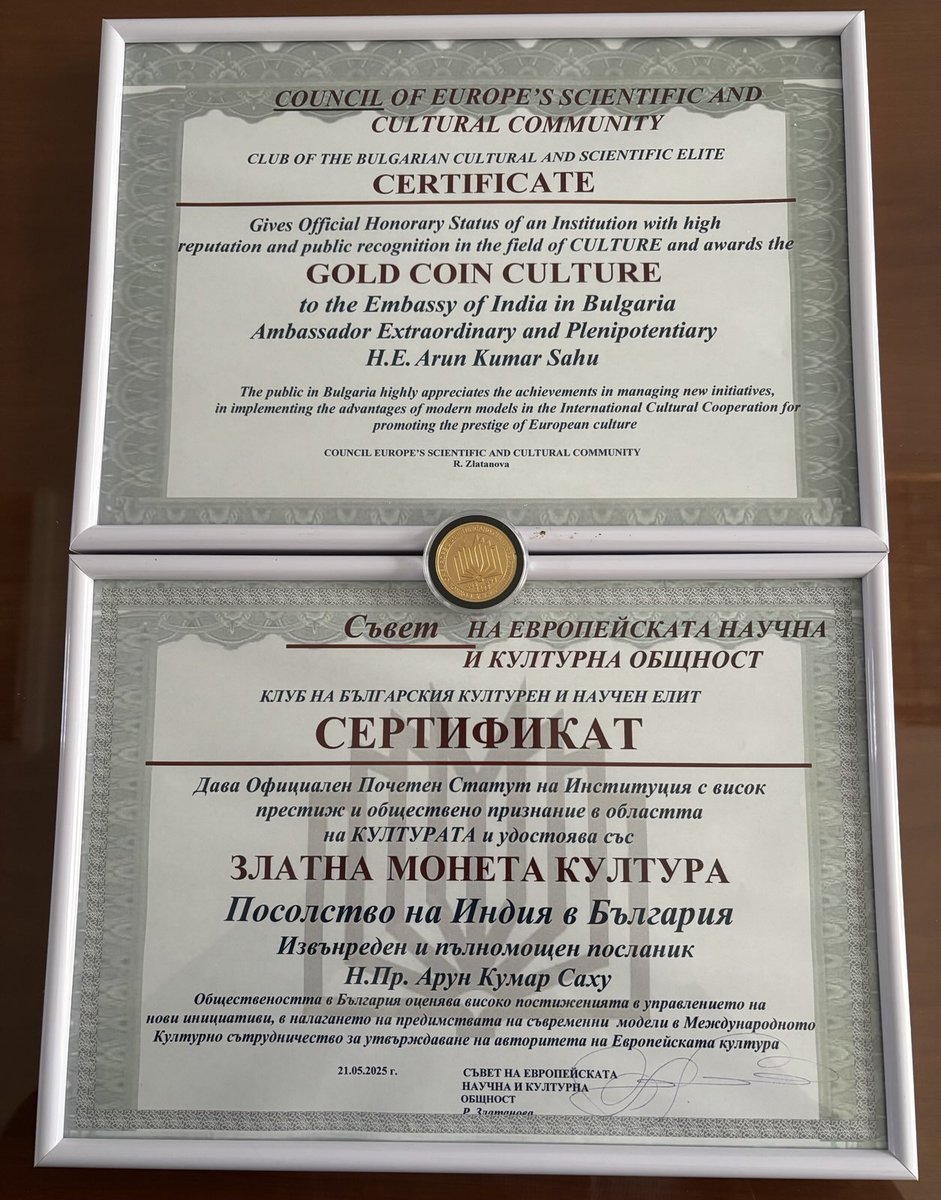 COUNCIL OF EUROPE'S SCIENTIFIC AND
CULTURAL COMMUNITY
CLUB OF THE BULGARIAN CULTURAL AND SCIENTIFIC ELITE
CERTIFICATE
Gives Official Honorary Status of an Institution with high
reputation and public recognition in the field of CULTURE and awards the
GOLD COIN CULTURE
to the Embassy of India in Bulgaria
Ambassador Extraordinary and Plenipotentiary
H.E. Arun Kumar Sahu
The public in Bulgaria highly appreciates the achievements in managing new initiatives,
in implementing the advantages of modern models in the International Cultural Cooperation for
promoting the prestige of European culture
COUNCIL EUROPE'S SCIENTIFIC AND CULTURAL COMMUNITY
R. Zlatanova
Съвет НА ЕВРОПЕЙСКАТА НАУЧНА
И КУЛТУРНА ОБЩНОСТ
КЛУБ НА БЪЛГАРСКИЯ КУЛТУРЕН И НАУЧЕН ЕЛИТ
СЕРТИФИКАТ
Дава Официален Почетен Статут на Институция с висок
престиж и обществено признание в областта
на КУЛТУРАТА и удостоява със
ЗЛАТНА МОНЕТА КУЛТУРА
Посолство на Индия в България
Извънреден и пълномощен посланик
Н.Пр. Арун Кумар Саху
Обществеността в България оценява високо постиженията в управлението на
нови инициативи, в налагането на предимствата на съвременни модели в Международното
Културно сътрудничество за утвърждаване на авторитета на Европейската култура
21.05.2025 г.
СЪВЕТ НА ЕВРОПЕЙСКАТА
НАУЧНА И КУЛТУРНА
ОБЩНОСТ
Р. Златанова